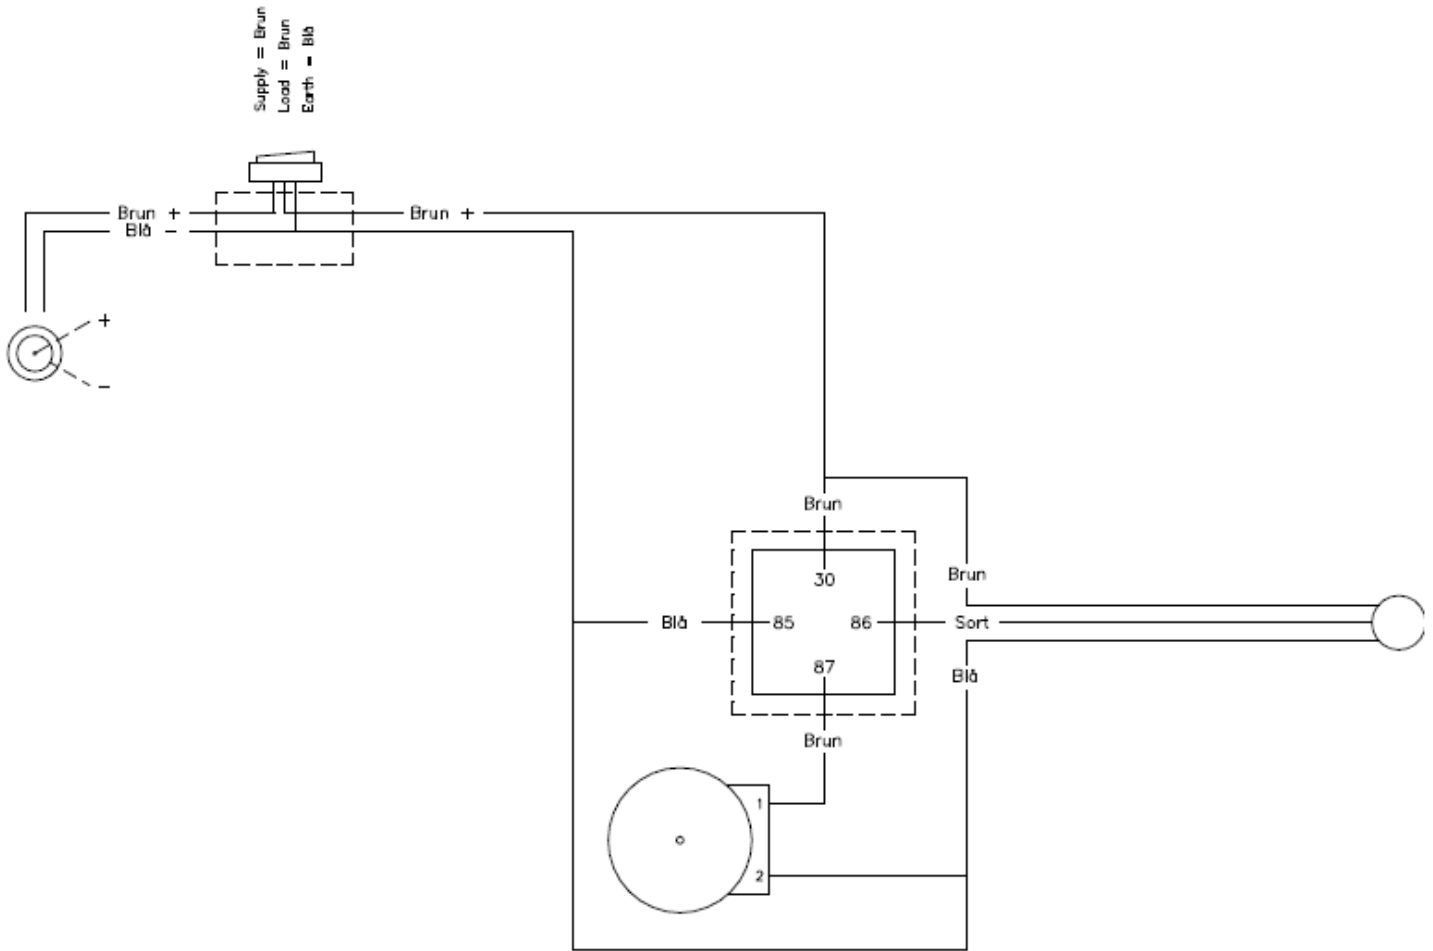 Supply = Brun
Load = Brun
Earth = Blå
Brun +
Blå -
Brun +
+
-
Brun
30
Brun
Blå
85
86
Sort
87
Blå
Brun
1
2